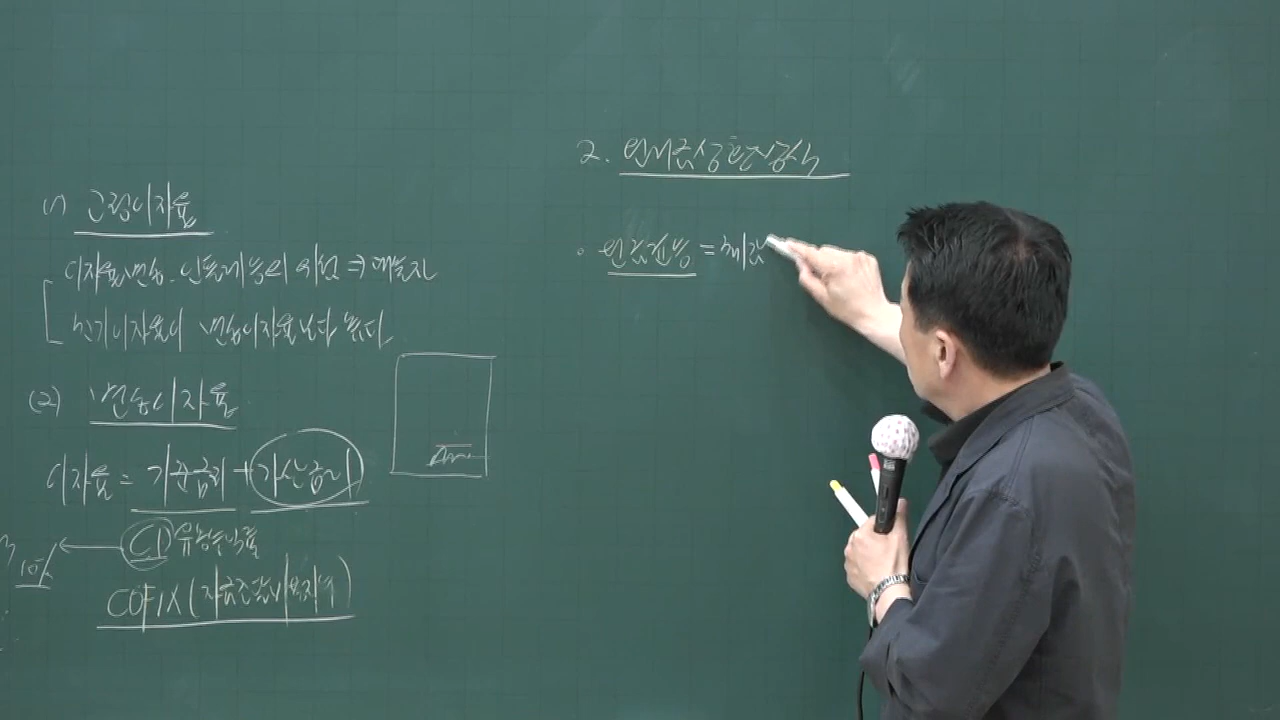 1) 고정이자율
이자율변동·인플레 등의 위험 ⇒ 대출자
초기이자율이 변동이자율보다 높다
(2) 변동이자율
이자율 = 기준금리 + 가산금리
CD 유통수익률
10%
COFIX (자금조달비용지수)
2. 원리금상환방식
· 원금균등 =